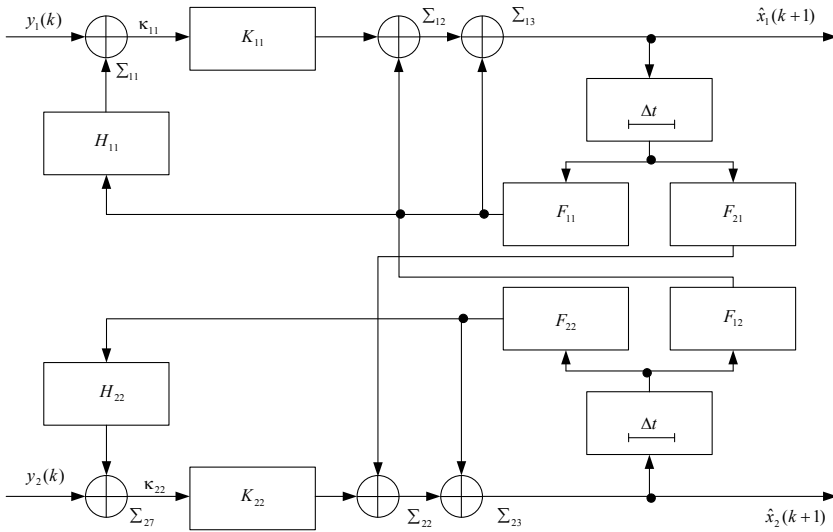 y₁(k)
κ₁₁
K₁₁
Σ₁₂
Σ₁₃
x̂₁(k+1)
Σ₁₁
Δt
H₁₁
F₁₁
F₂₁
F₂₂
F₁₂
H₂₂
Δt
y₂(k)
κ₂₂
K₂₂
Σ₂₇
Σ₂₂
Σ₂₃
x̂₂(k+1)